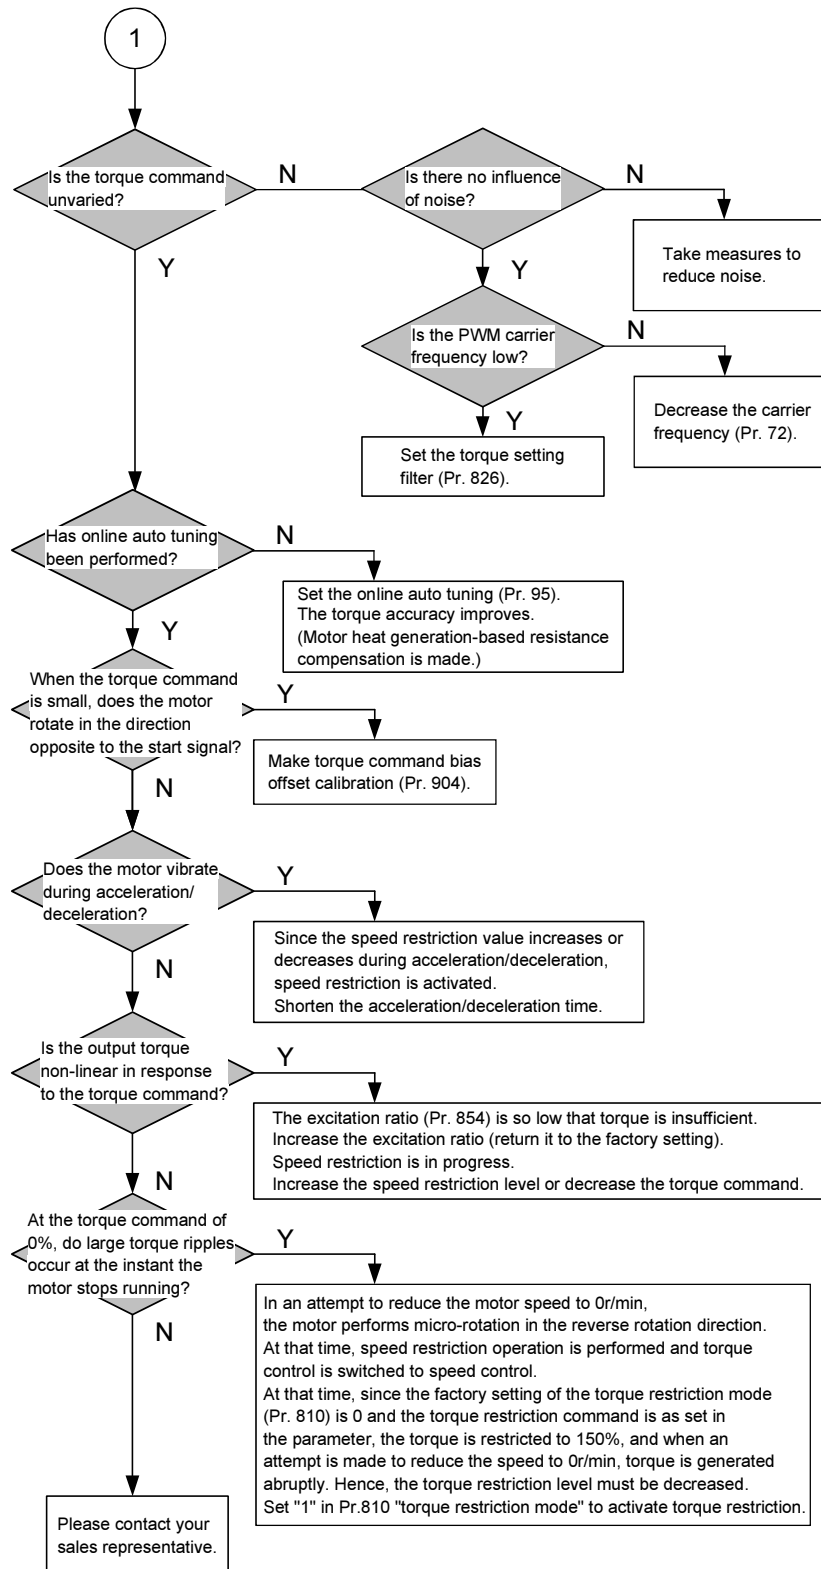 1
Is the torque command
unvaried?
N
Is there no influence
of noise?
N
Take measures to
reduce noise.
Y
Y
Is the PWM carrier
frequency low?
N
Decrease the carrier
frequency (Pr. 72).
Y
Set the torque setting
filter (Pr. 826).
Has online auto tuning
been performed?
N
Set the online auto tuning (Pr. 95).
The torque accuracy improves.
(Motor heat generation-based resistance
compensation is made.)
Y
When the torque command
is small, does the motor
rotate in the direction
opposite to the start signal?
Y
Make torque command bias
offset calibration (Pr. 904).
N
Does the motor vibrate
during acceleration/
deceleration?
Y
Since the speed restriction value increases or
decreases during acceleration/deceleration,
speed restriction is activated.
Shorten the acceleration/deceleration time.
N
Is the output torque
non-linear in response
to the torque command?
Y
The excitation ratio (Pr. 854) is so low that torque is insufficient.
Increase the excitation ratio (return it to the factory setting).
Speed restriction is in progress.
Increase the speed restriction level or decrease the torque command.
N
At the torque command of
0%, do large torque ripples
occur at the instant the
motor stops running?
Y
In an attempt to reduce the motor speed to 0r/min,
the motor performs micro-rotation in the reverse rotation direction.
At that time, speed restriction operation is performed and torque
control is switched to speed control.
At that time, since the factory setting of the torque restriction mode
(Pr. 810) is 0 and the torque restriction command is as set in
the parameter, the torque is restricted to 150%, and when an
attempt is made to reduce the speed to 0r/min, torque is generated
abruptly. Hence, the torque restriction level must be decreased.
Set "1" in Pr.810 "torque restriction mode" to activate torque restriction.
N
Please contact your
sales representative.